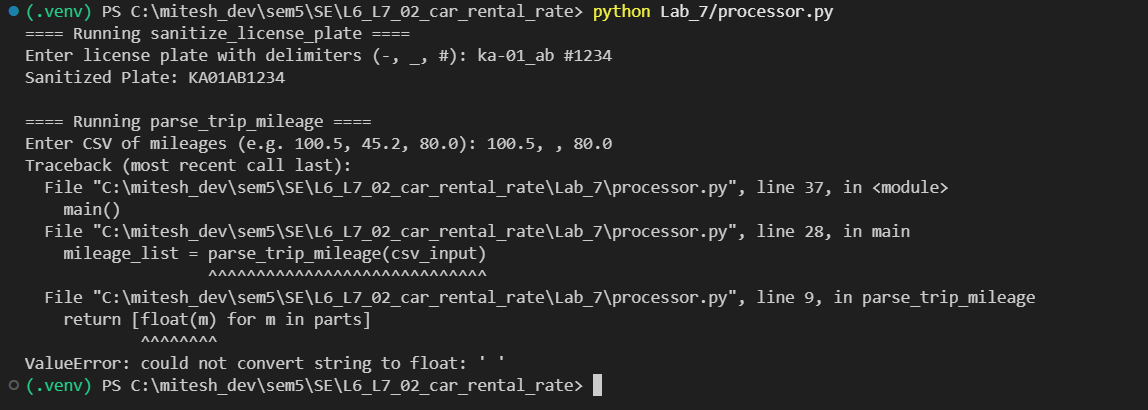 (.venv) PS C:\mitesh_dev\sem5\SE\L6_L7_02_car_rental_rate> python Lab_7/processor.py
==== Running sanitize_license_plate ====
Enter license plate with delimiters (-, _, #): ka-01_ab #1234
Sanitized Plate: KA01AB1234

==== Running parse_trip_mileage ====
Enter CSV of mileages (e.g. 100.5, 45.2, 80.0): 100.5, , 80.0
Traceback (most recent call last):
  File "C:\mitesh_dev\sem5\SE\L6_L7_02_car_rental_rate\Lab_7\processor.py", line 37, in <module>
    main()
  File "C:\mitesh_dev\sem5\SE\L6_L7_02_car_rental_rate\Lab_7\processor.py", line 28, in main
    mileage_list = parse_trip_mileage(csv_input)
                   ^^^^^^^^^^^^^^^^^^^^^^^^^^^^^
  File "C:\mitesh_dev\sem5\SE\L6_L7_02_car_rental_rate\Lab_7\processor.py", line 9, in parse_trip_mileage
    return [float(m) for m in parts]
            ^^^^^^^^
ValueError: could not convert string to float: ' '
(.venv) PS C:\mitesh_dev\sem5\SE\L6_L7_02_car_rental_rate>